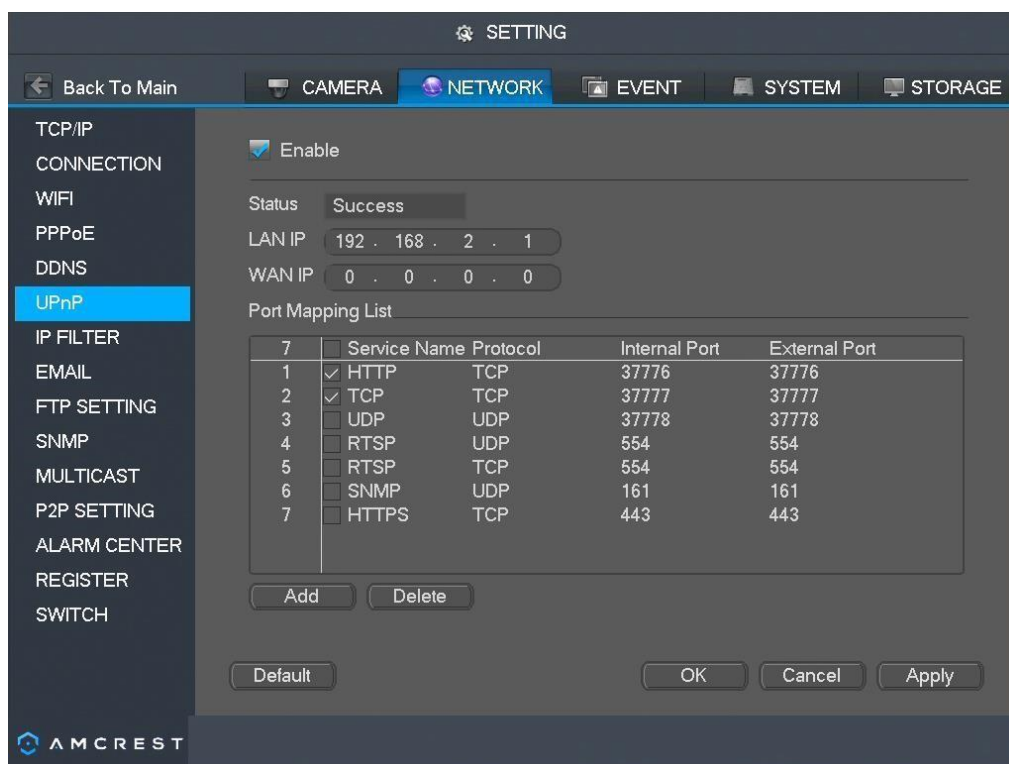 SETTING
Back To Main CAMERA NETWORK EVENT SYSTEM STORAGE
TCP/IP
CONNECTION
WIFI
PPPoE
DDNS
UPnP
IP FILTER
EMAIL
FTP SETTING
SNMP
MULTICAST
P2P SETTING
ALARM CENTER
REGISTER
SWITCH
Enable
Status Success
LAN IP 192 . 168 . 2 . 1
WAN IP 0 . 0 . 0 . 0
Port Mapping List
7 Service Name Protocol Internal Port External Port
1 HTTP TCP 37776 37776
2 TCP TCP 37777 37777
3 UDP UDP 37778 37778
4 RTSP UDP 554 554
5 RTSP TCP 554 554
6 SNMP UDP 161 161
7 HTTPS TCP 443 443
Add Delete
Default OK Cancel Apply
AMCREST